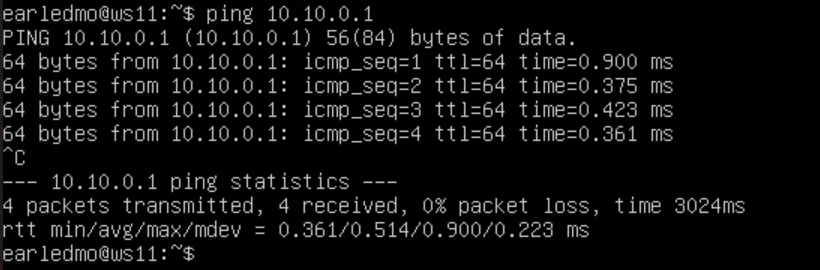 earledmo@ws11:~$ ping 10.10.0.1
PING 10.10.0.1 (10.10.0.1) 56(84) bytes of data.
64 bytes from 10.10.0.1: icmp_seq=1 ttl=64 time=0.900 ms
64 bytes from 10.10.0.1: icmp_seq=2 ttl=64 time=0.375 ms
64 bytes from 10.10.0.1: icmp_seq=3 ttl=64 time=0.423 ms
64 bytes from 10.10.0.1: icmp_seq=4 ttl=64 time=0.361 ms
^C
--- 10.10.0.1 ping statistics ---
4 packets transmitted, 4 received, 0% packet loss, time 3024ms
rtt min/avg/max/mdev = 0.361/0.514/0.900/0.223 ms
earledmo@ws11:~$